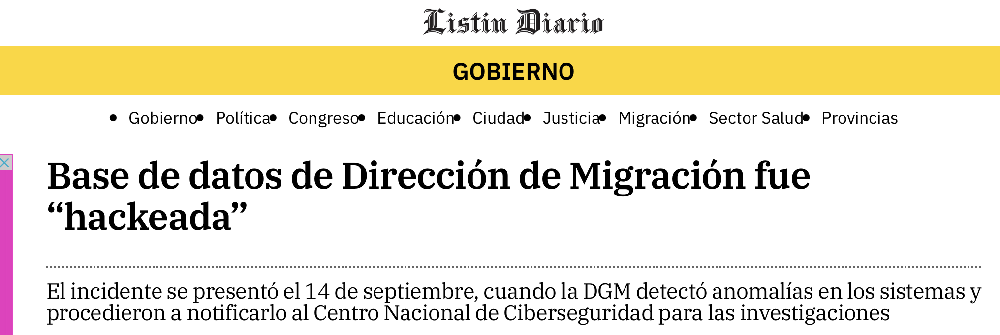 Listin Diario
GOBIERNO
• Gobierno • Política • Congreso • Educación • Ciudad • Justicia • Migración • Sector Salud • Provincias
Base de datos de Dirección de Migración fue
“hackeada”
El incidente se presentó el 14 de septiembre, cuando la DGM detectó anomalías en los sistemas y
procedieron a notificarlo al Centro Nacional de Ciberseguridad para las investigaciones